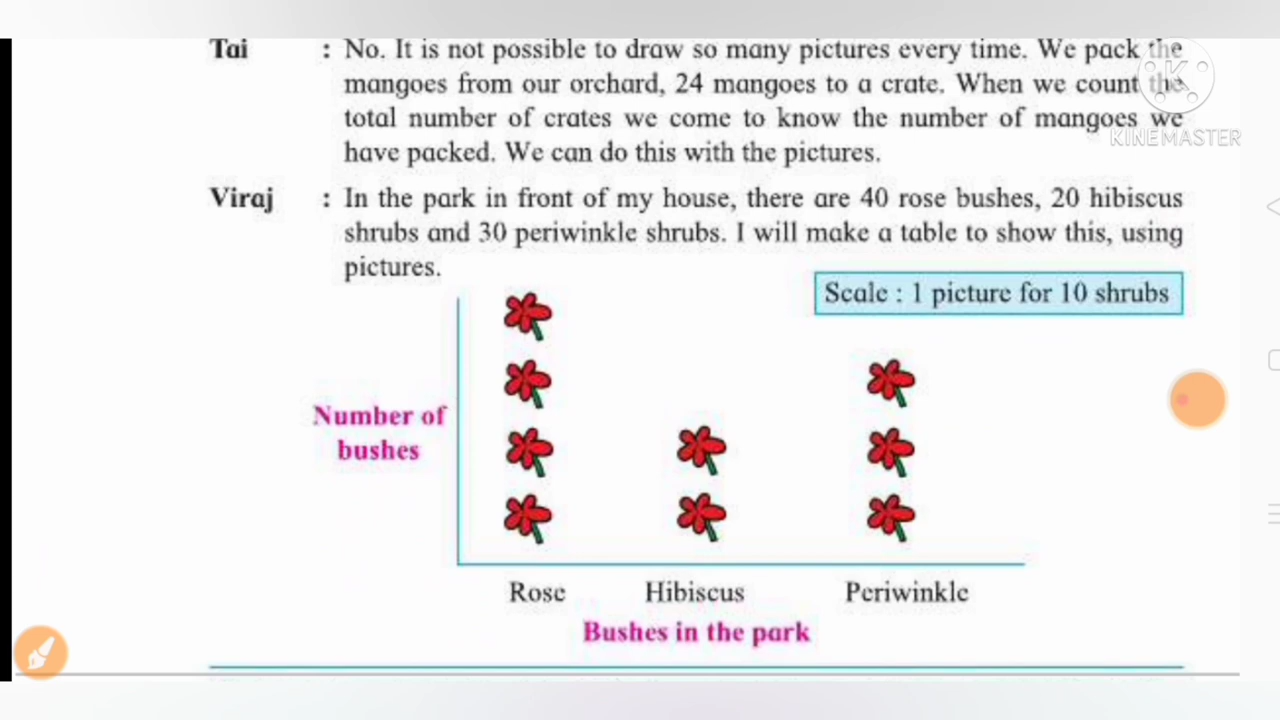 Tai : No. It is not possible to draw so many pictures every time. We pack the
mangoes from our orchard, 24 mangoes to a crate. When we count the
total number of crates we come to know the number of mangoes we
have packed. We can do this with the pictures.
KINEMASTER
Viraj : In the park in front of my house, there are 40 rose bushes, 20 hibiscus
shrubs and 30 periwinkle shrubs. I will make a table to show this, using
pictures.
Scale : 1 picture for 10 shrubs
Number of
bushes
Rose Hibiscus Periwinkle
Bushes in the park